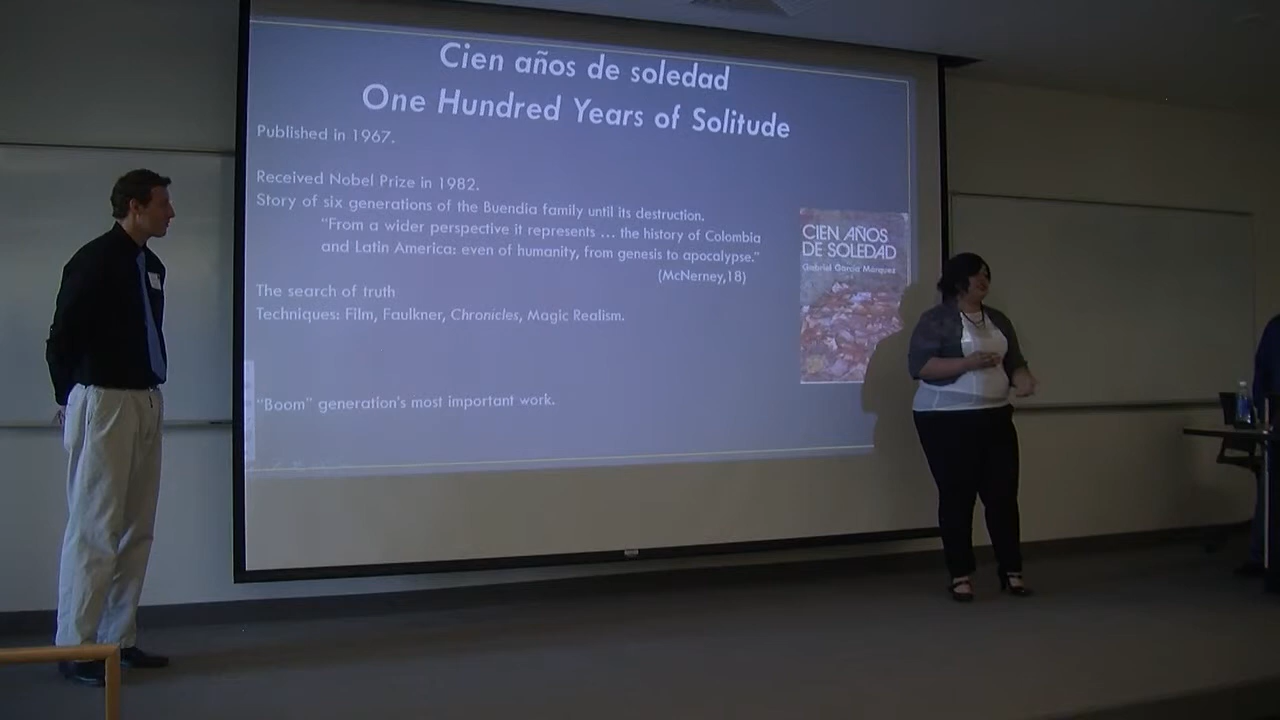 Cien años de soledad
One Hundred Years of Solitude
Published in 1967.
Received Nobel Prize in 1982.
Story of six generations of the Buendia family until its destruction.
"From a wider perspective it represents ... the history of Colombia
and Latin America: even of humanity, from genesis to apocalypse."
(McNerney,18)
The search of truth
Techniques: Film, Faulkner, Chronicles, Magic Realism.
"Boom" generation's most important work.
CIEN AÑOS
DE SOLEDAD
Gabriel García Márquez